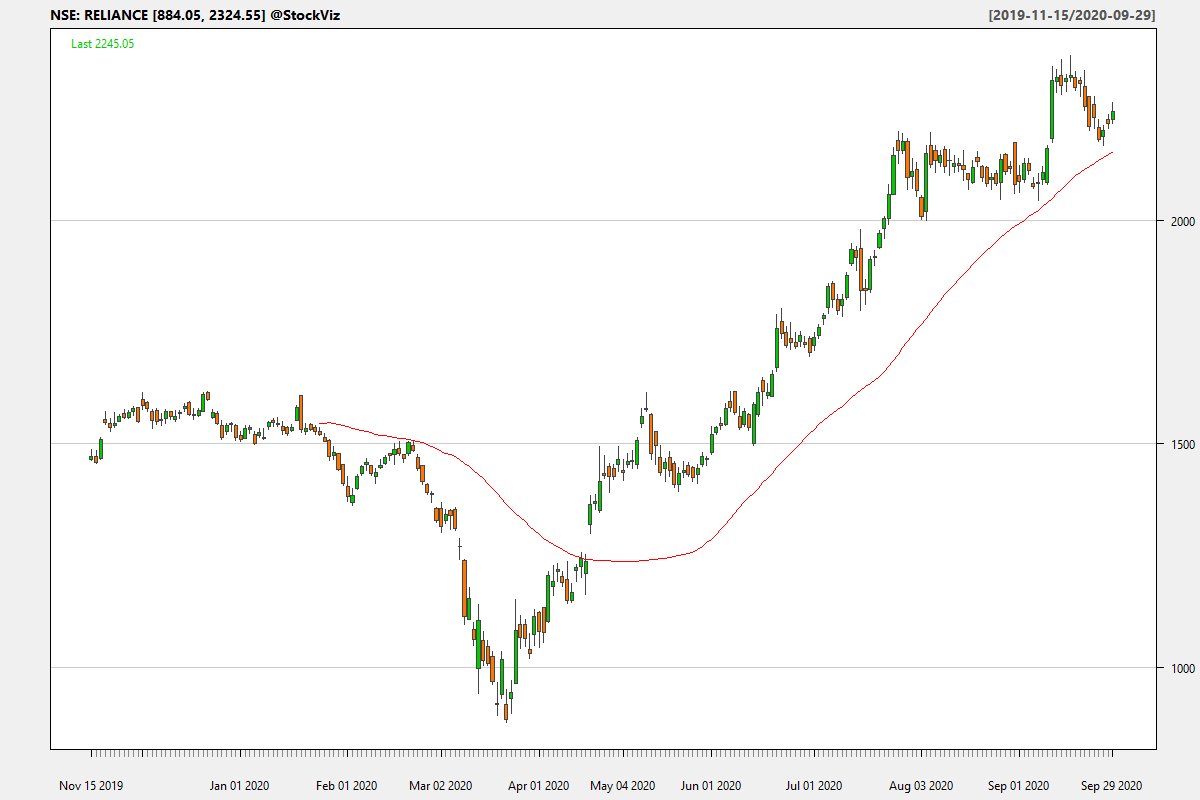 NSE: RELIANCE [884.05, 2324.55] @StockViz
[2019-11-15/2020-09-29]
Last 2245.05
2000
1500
1000
Nov 15 2019 Jan 01 2020 Feb 01 2020 Mar 02 2020 Apr 01 2020 May 04 2020 Jun 01 2020 Jul 01 2020 Aug 03 2020 Sep 01 2020 Sep 29 2020